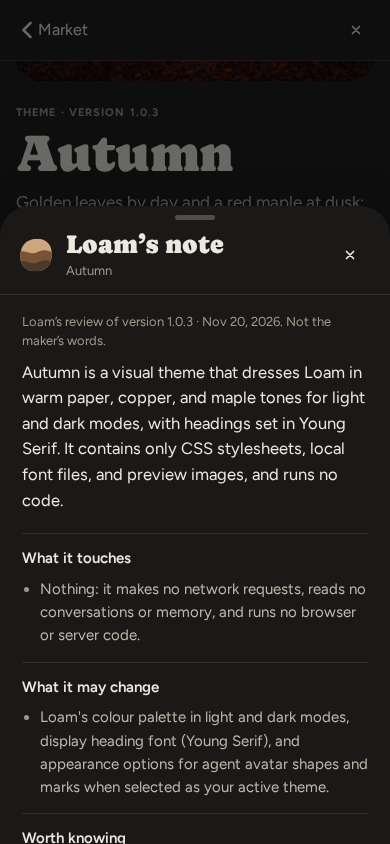 Market
THEME · VERSION 1.0.3
Autumn
Golden leaves by day and a red maple at dusk:
Loam’s note
Autumn
Loam’s review of version 1.0.3 · Nov 20, 2026. Not the
maker’s words.
Autumn is a visual theme that dresses Loam in
warm paper, copper, and maple tones for light
and dark modes, with headings set in Young
Serif. It contains only CSS stylesheets, local
font files, and preview images, and runs no
code.
What it touches
• Nothing: it makes no network requests, reads no
conversations or memory, and runs no browser
or server code.
What it may change
• Loam's colour palette in light and dark modes,
display heading font (Young Serif), and
appearance options for agent avatar shapes and
marks when selected as your active theme.
Worth knowing